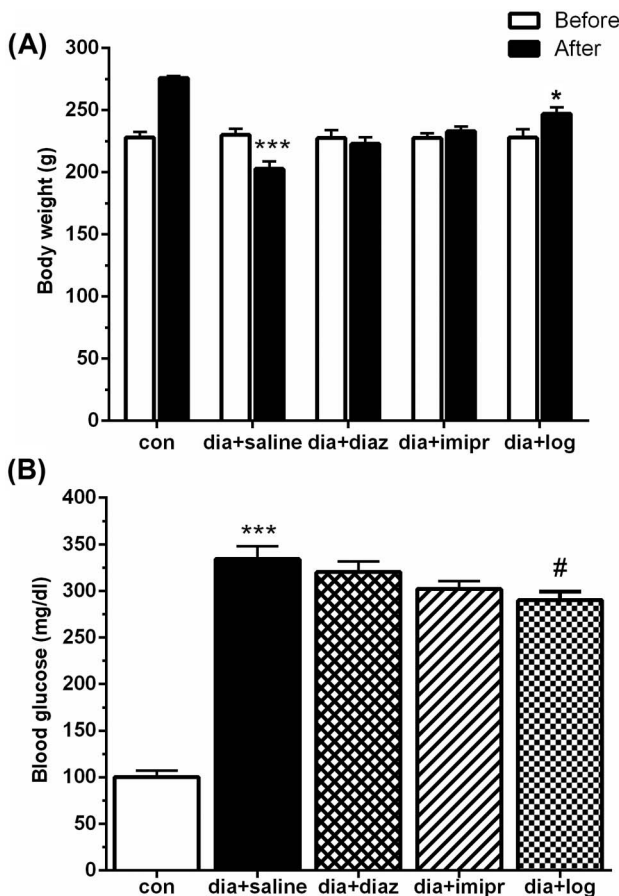 Before
After
(A)
300
250
200
150
100
50
0
Body weight (g)
***
*
con dia+saline dia+diaz dia+imipr dia+log
(B)
400
350
300
250
200
150
100
50
0
Blood glucose (mg/dl)
***
#
con dia+saline dia+diaz dia+imipr dia+log